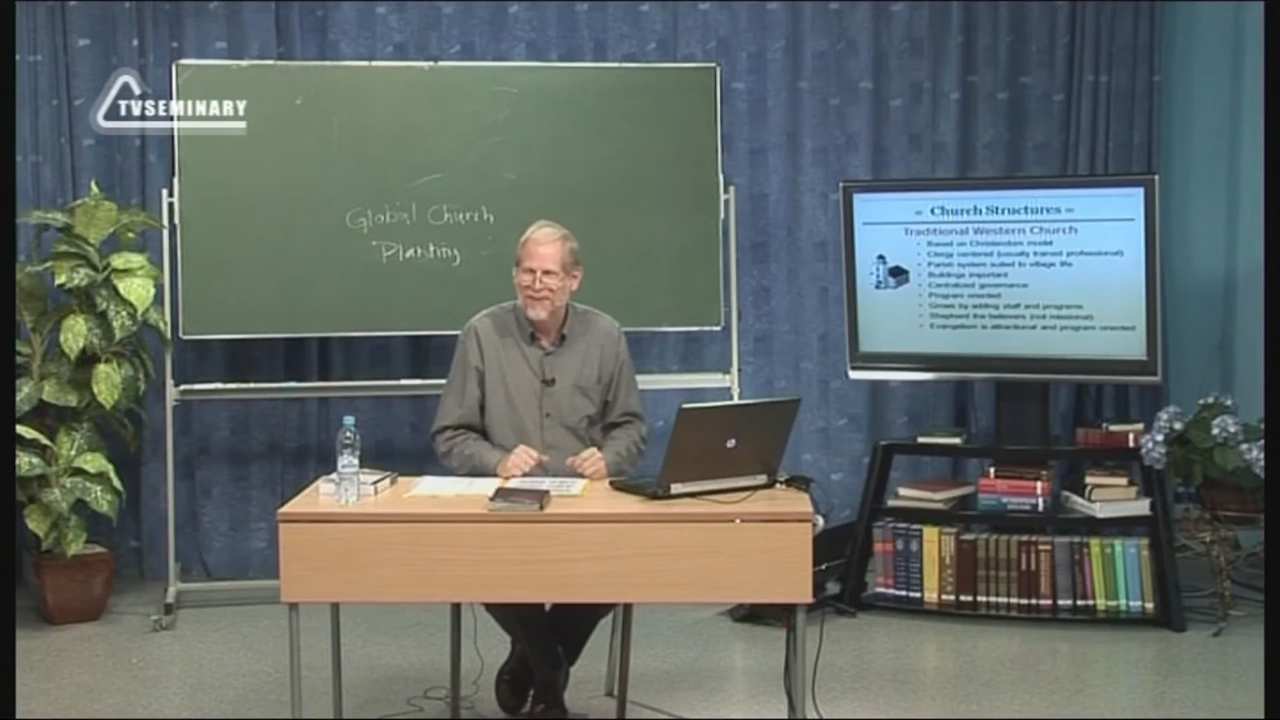 TVSEMINARY
Global Church
Planting
Church Structures
Traditional Western Church
• Based on Christendom model
• Clergy centered (usually trained professional)
• Parish system suited to village life
• Buildings important
• Centralized governance
• Program oriented
• Grows by adding staff and programs
• Shepherd the believers (not missional)
• Evangelism is attractional and program oriented
hp